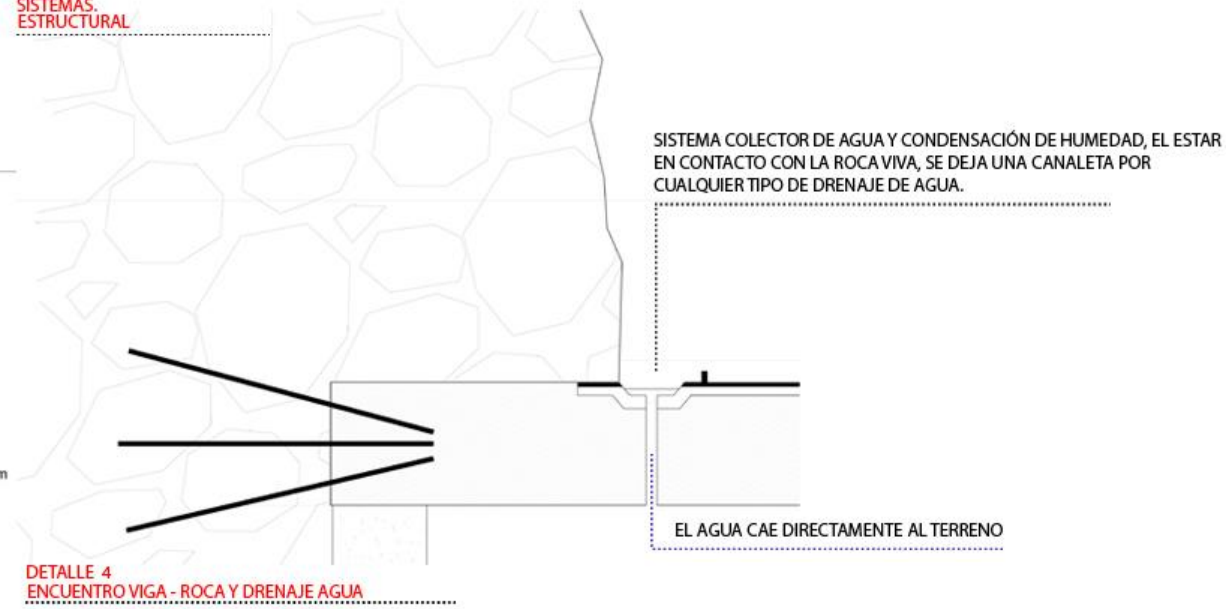 SISTEMAS.
ESTRUCTURAL
SISTEMA COLECTOR DE AGUA Y CONDENSACIÓN DE HUMEDAD, EL ESTAR
EN CONTACTO CON LA ROCA VIVA, SE DEJA UNA CANALETA POR
CUALQUIER TIPO DE DRENAJE DE AGUA.
m
EL AGUA CAE DIRECTAMENTE AL TERRENO
DETALLE 4
ENCUENTRO VIGA - ROCA Y DRENAJE AGUA